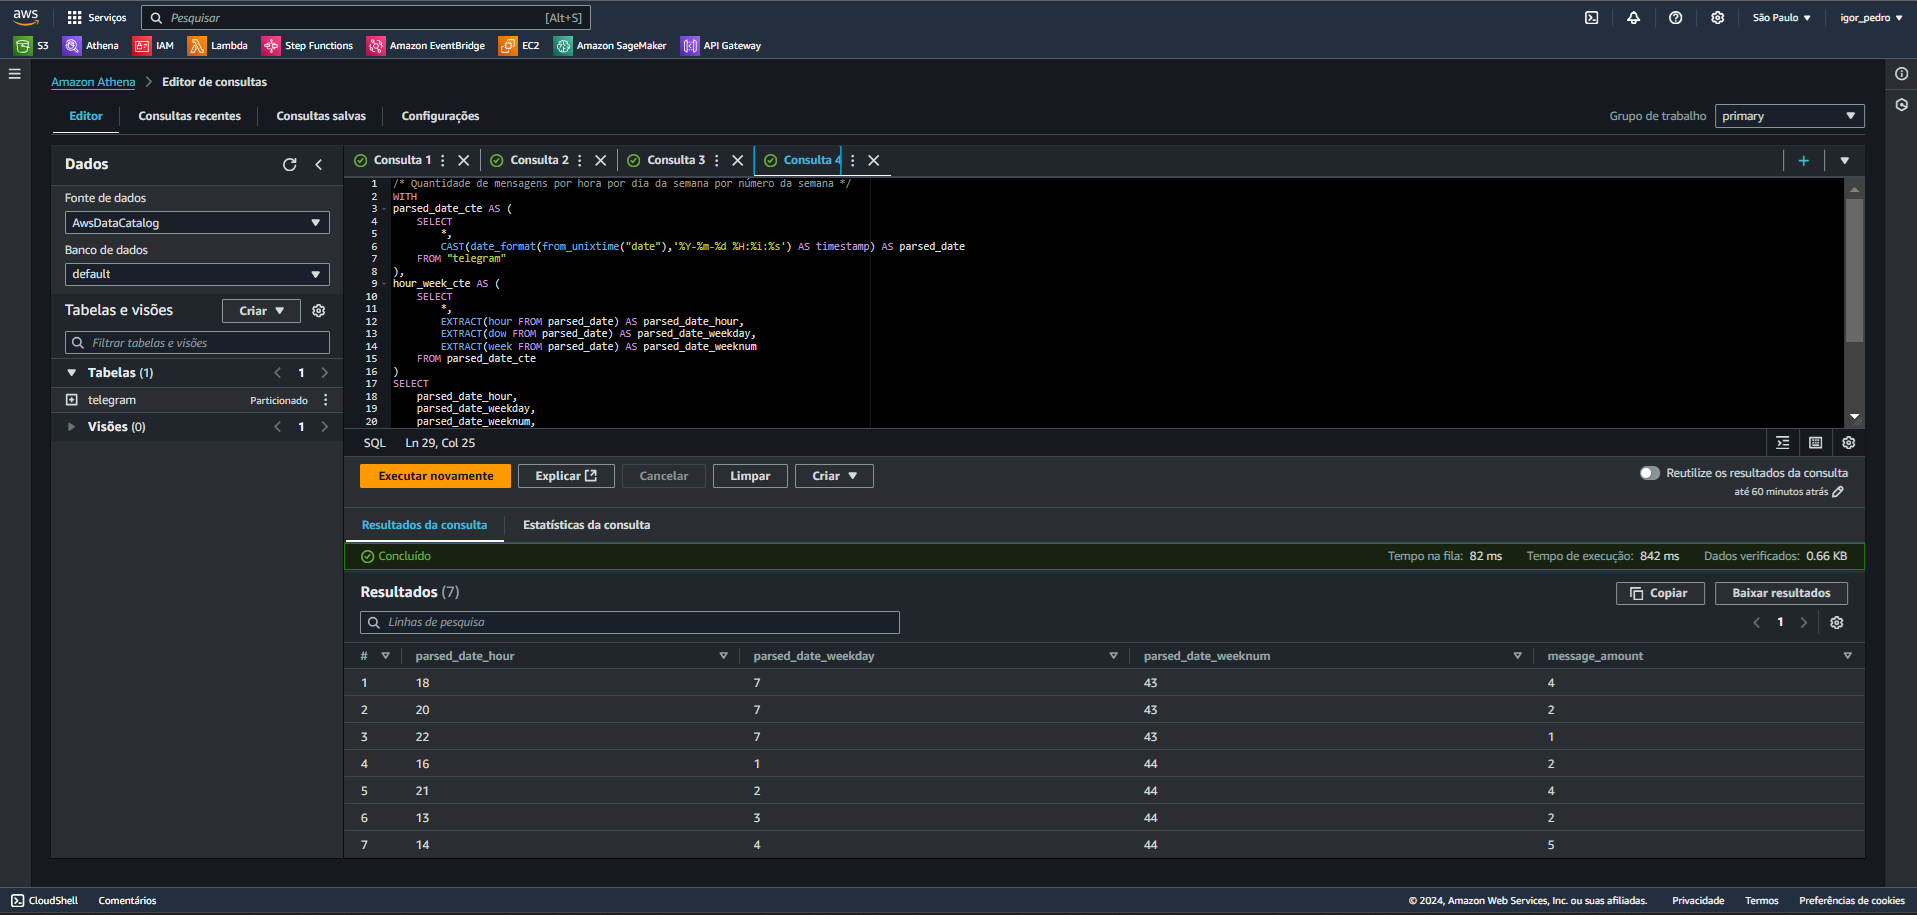 aws
Serviços
Pesquisar
[Alt+S]
São Paulo
igor_pedro
S3
Athena
IAM
Lambda
Step Functions
Amazon EventBridge
EC2
Amazon SageMaker
API Gateway
Amazon Athena
Editor de consultas
Editor
Consultas recentes
Consultas salvas
Configurações
Grupo de trabalho
primary
Dados
Fonte de dados
AwsDataCatalog
Banco de dados
default
Tabelas e visões
Criar
Filtrar tabelas e visões
Tabelas (1)
1
telegram
Particionado
Visões (0)
1
Consulta 1
Consulta 2
Consulta 3
Consulta 4
1 /* Quantidade de mensagens por hora por dia da semana por número da semana */
2 WITH
3 parsed_date_cte AS (
4 SELECT
5 *,
6 CAST(date_format(from_unixtime("date"),'%Y-%m-%d %H:%i:%s') AS timestamp) AS parsed_date
7 FROM "telegram"
8 ),
9 hour_week_cte AS (
10 SELECT
11 *,
12 EXTRACT(hour FROM parsed_date) AS parsed_date_hour,
13 EXTRACT(dow FROM parsed_date) AS parsed_date_weekday,
14 EXTRACT(week FROM parsed_date) AS parsed_date_weeknum
15 FROM parsed_date_cte
16 )
17 SELECT
18 parsed_date_hour,
19 parsed_date_weekday,
20 parsed_date_weeknum,
SQL
Ln 29, Col 25
Executar novamente
Explicar
Cancelar
Limpar
Criar
Reutilize os resultados da consulta
até 60 minutos atrás
Resultados da consulta
Estatísticas da consulta
Concluído
Tempo na fila: 82 ms
Tempo de execução: 842 ms
Dados verificados: 0.66 KB
Resultados (7)
Copiar
Baixar resultados
Linhas de pesquisa
1
# parsed_date_hour parsed_date_weekday parsed_date_weeknum message_amount
1 18 7 43 4
2 20 7 43 2
3 22 7 43 1
4 16 1 44 2
5 21 2 44 4
6 13 3 44 2
7 14 4 44 5
CloudShell
Comentários
© 2024, Amazon Web Services, Inc. ou suas afiliadas.
Privacidade
Termos
Preferências de cookies